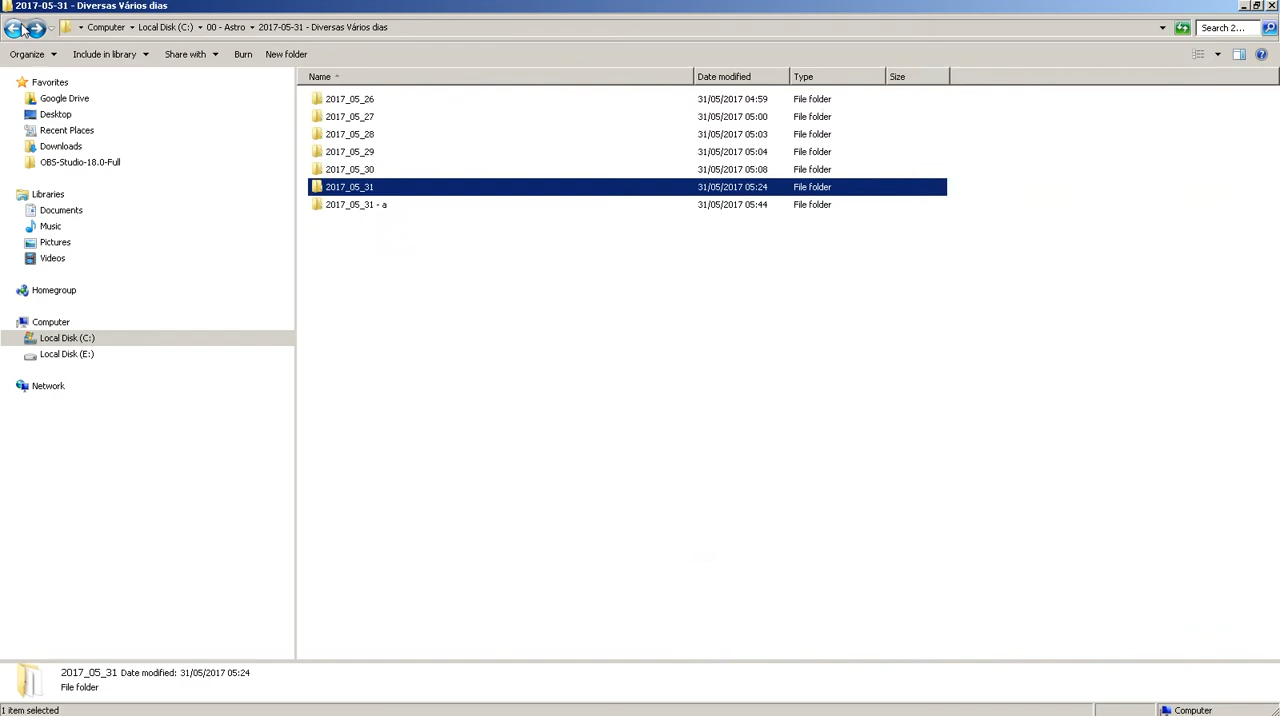 2017-05-31 - Diversas Vários dias
Computer Local Disk (C:) 00 - Astro 2017-05-31 - Diversas Vários dias Search 2...
Organize Include in library Share with Burn New folder
Name Date modified Type Size
Favorites
Google Drive
Desktop
Recent Places
Downloads
OBS-Studio-18.0-Full
Libraries
Documents
Music
Pictures
Videos
Homegroup
Computer
Local Disk (C:)
Local Disk (E:)
Network
2017_05_26 31/05/2017 04:59 File folder
2017_05_27 31/05/2017 05:00 File folder
2017_05_28 31/05/2017 05:03 File folder
2017_05_29 31/05/2017 05:04 File folder
2017_05_30 31/05/2017 05:08 File folder
2017_05_31 31/05/2017 05:24 File folder
2017_05_31 - a 31/05/2017 05:44 File folder
2017_05_31 Date modified: 31/05/2017 05:24
File folder
1 item selected Computer